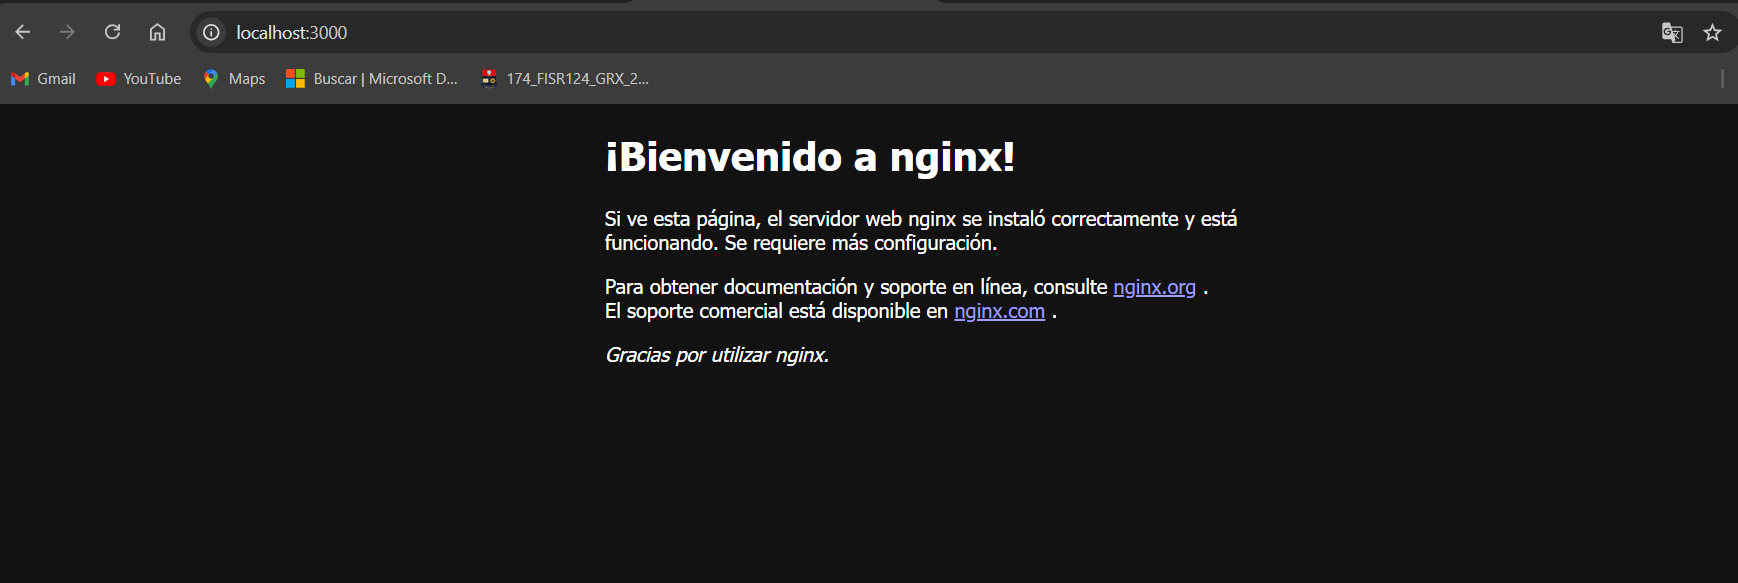 localhost:3000
Gmail YouTube Maps Buscar | Microsoft D... 174_FISR124_GRX_2...
¡Bienvenido a nginx!
Si ve esta página, el servidor web nginx se instaló correctamente y está
funcionando. Se requiere más configuración.
Para obtener documentación y soporte en línea, consulte nginx.org .
El soporte comercial está disponible en nginx.com .
Gracias por utilizar nginx.